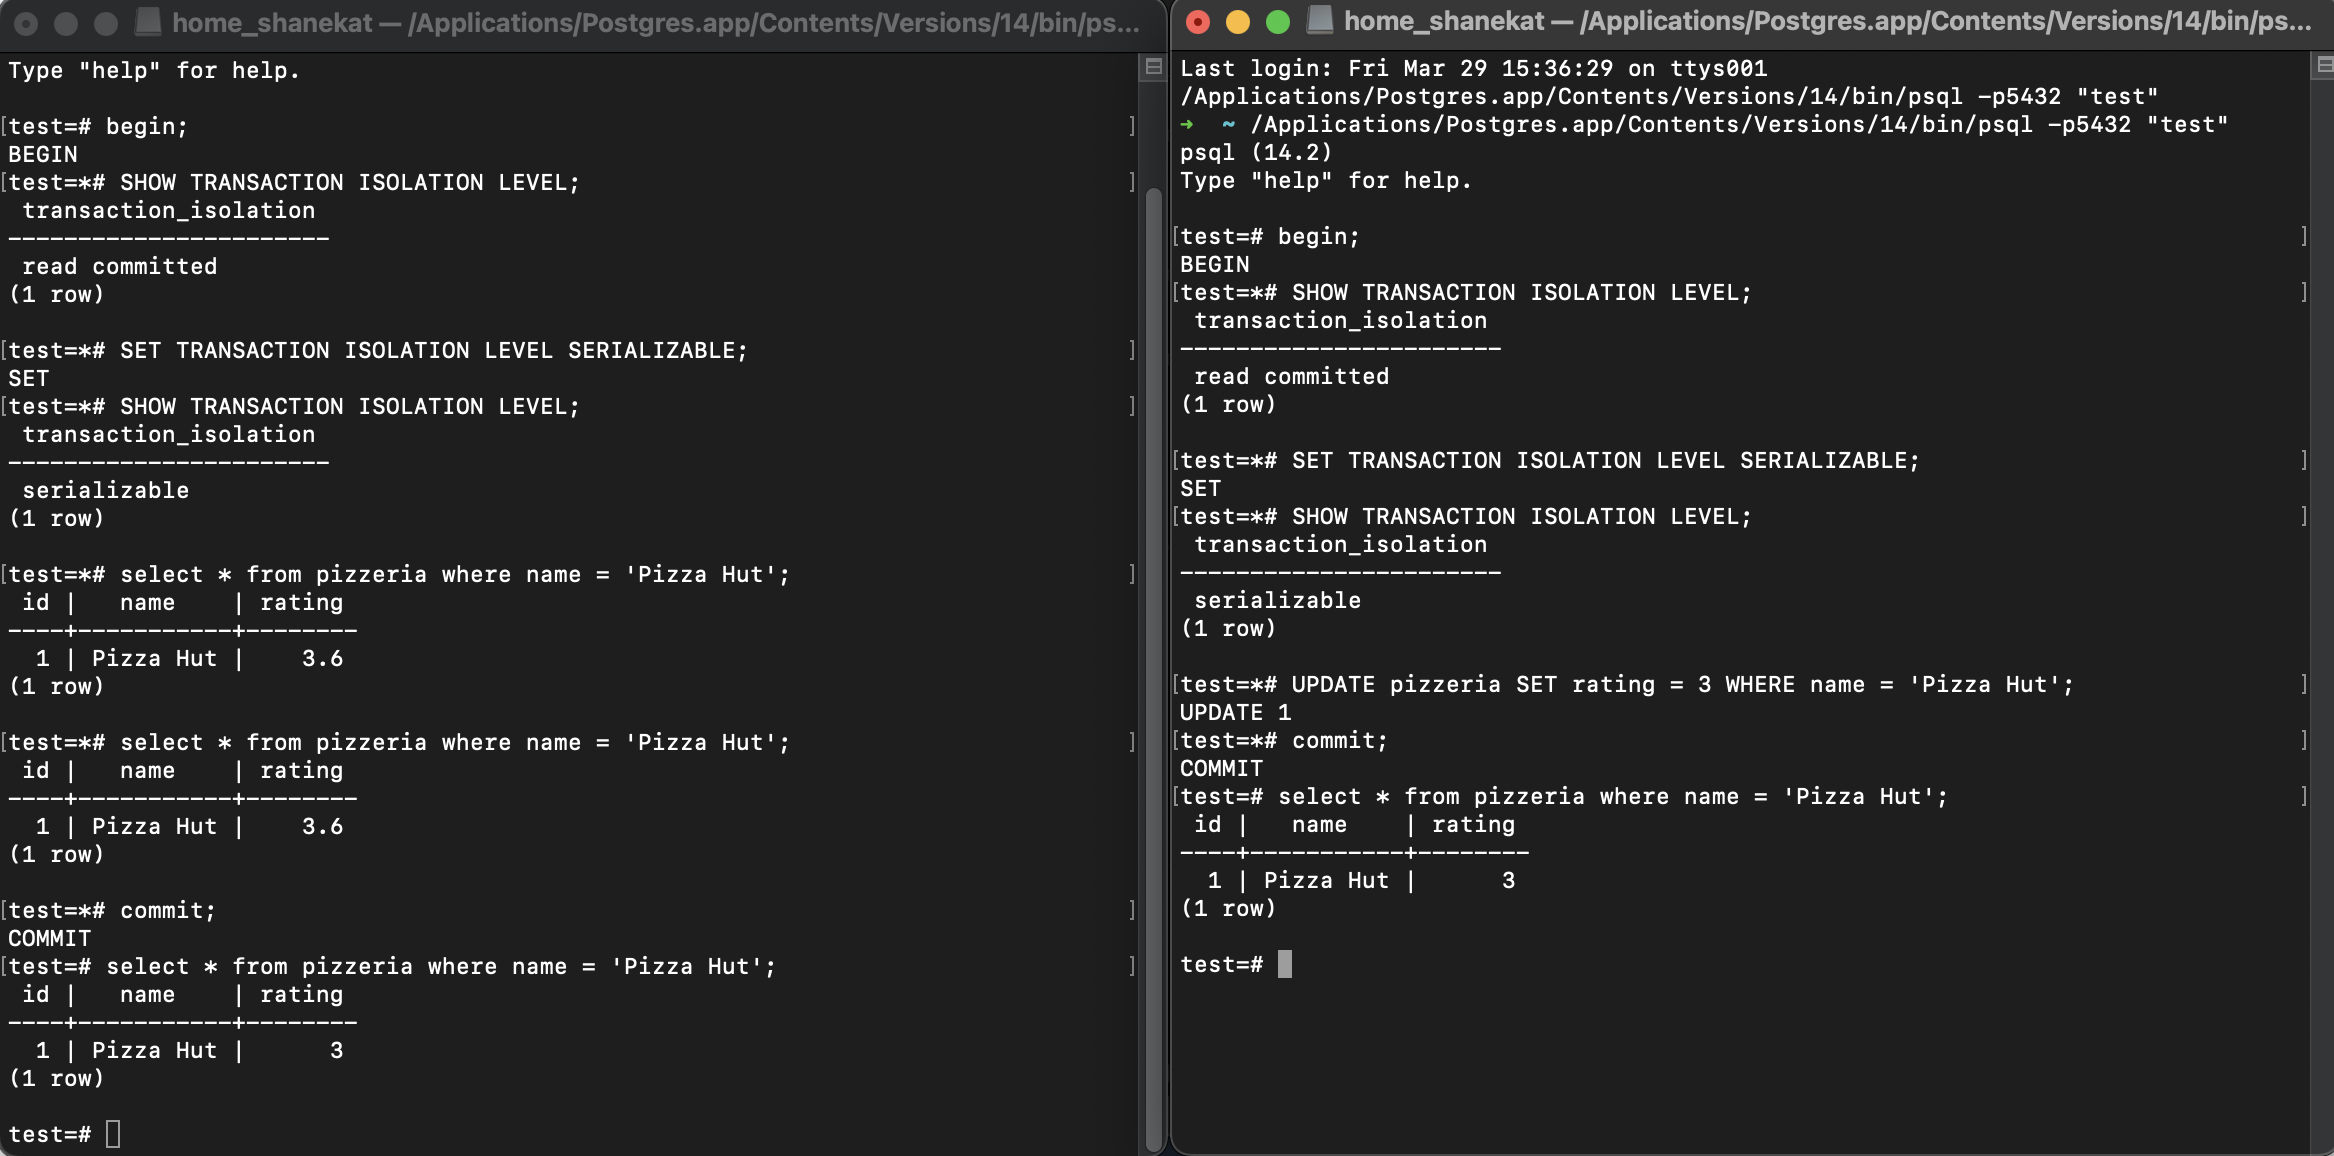 home_shanekat — /Applications/Postgres.app/Contents/Versions/14/bin/ps...
Type "help" for help.
[test=# begin; ]
BEGIN
[test=*# SHOW TRANSACTION ISOLATION LEVEL; ]
 transaction_isolation
-----------------------
 read committed
(1 row)
[test=*# SET TRANSACTION ISOLATION LEVEL SERIALIZABLE; ]
SET
[test=*# SHOW TRANSACTION ISOLATION LEVEL; ]
 transaction_isolation
-----------------------
 serializable
(1 row)
[test=*# select * from pizzeria where name = 'Pizza Hut'; ]
 id |   name    | rating
----+-----------+--------
  1 | Pizza Hut |    3.6
(1 row)
[test=*# select * from pizzeria where name = 'Pizza Hut'; ]
 id |   name    | rating
----+-----------+--------
  1 | Pizza Hut |    3.6
(1 row)
[test=*# commit; ]
COMMIT
[test=# select * from pizzeria where name = 'Pizza Hut'; ]
 id |   name    | rating
----+-----------+--------
  1 | Pizza Hut |      3
(1 row)
test=#
home_shanekat — /Applications/Postgres.app/Contents/Versions/14/bin/ps...
Last login: Fri Mar 29 15:36:29 on ttys001
/Applications/Postgres.app/Contents/Versions/14/bin/psql -p5432 "test"
➜  ~ /Applications/Postgres.app/Contents/Versions/14/bin/psql -p5432 "test"
psql (14.2)
Type "help" for help.
[test=# begin; ]
BEGIN
[test=*# SHOW TRANSACTION ISOLATION LEVEL; ]
 transaction_isolation
-----------------------
 read committed
(1 row)
[test=*# SET TRANSACTION ISOLATION LEVEL SERIALIZABLE; ]
SET
[test=*# SHOW TRANSACTION ISOLATION LEVEL; ]
 transaction_isolation
-----------------------
 serializable
(1 row)
[test=*# UPDATE pizzeria SET rating = 3 WHERE name = 'Pizza Hut'; ]
UPDATE 1
[test=*# commit; ]
COMMIT
[test=# select * from pizzeria where name = 'Pizza Hut'; ]
 id |   name    | rating
----+-----------+--------
  1 | Pizza Hut |      3
(1 row)
test=#